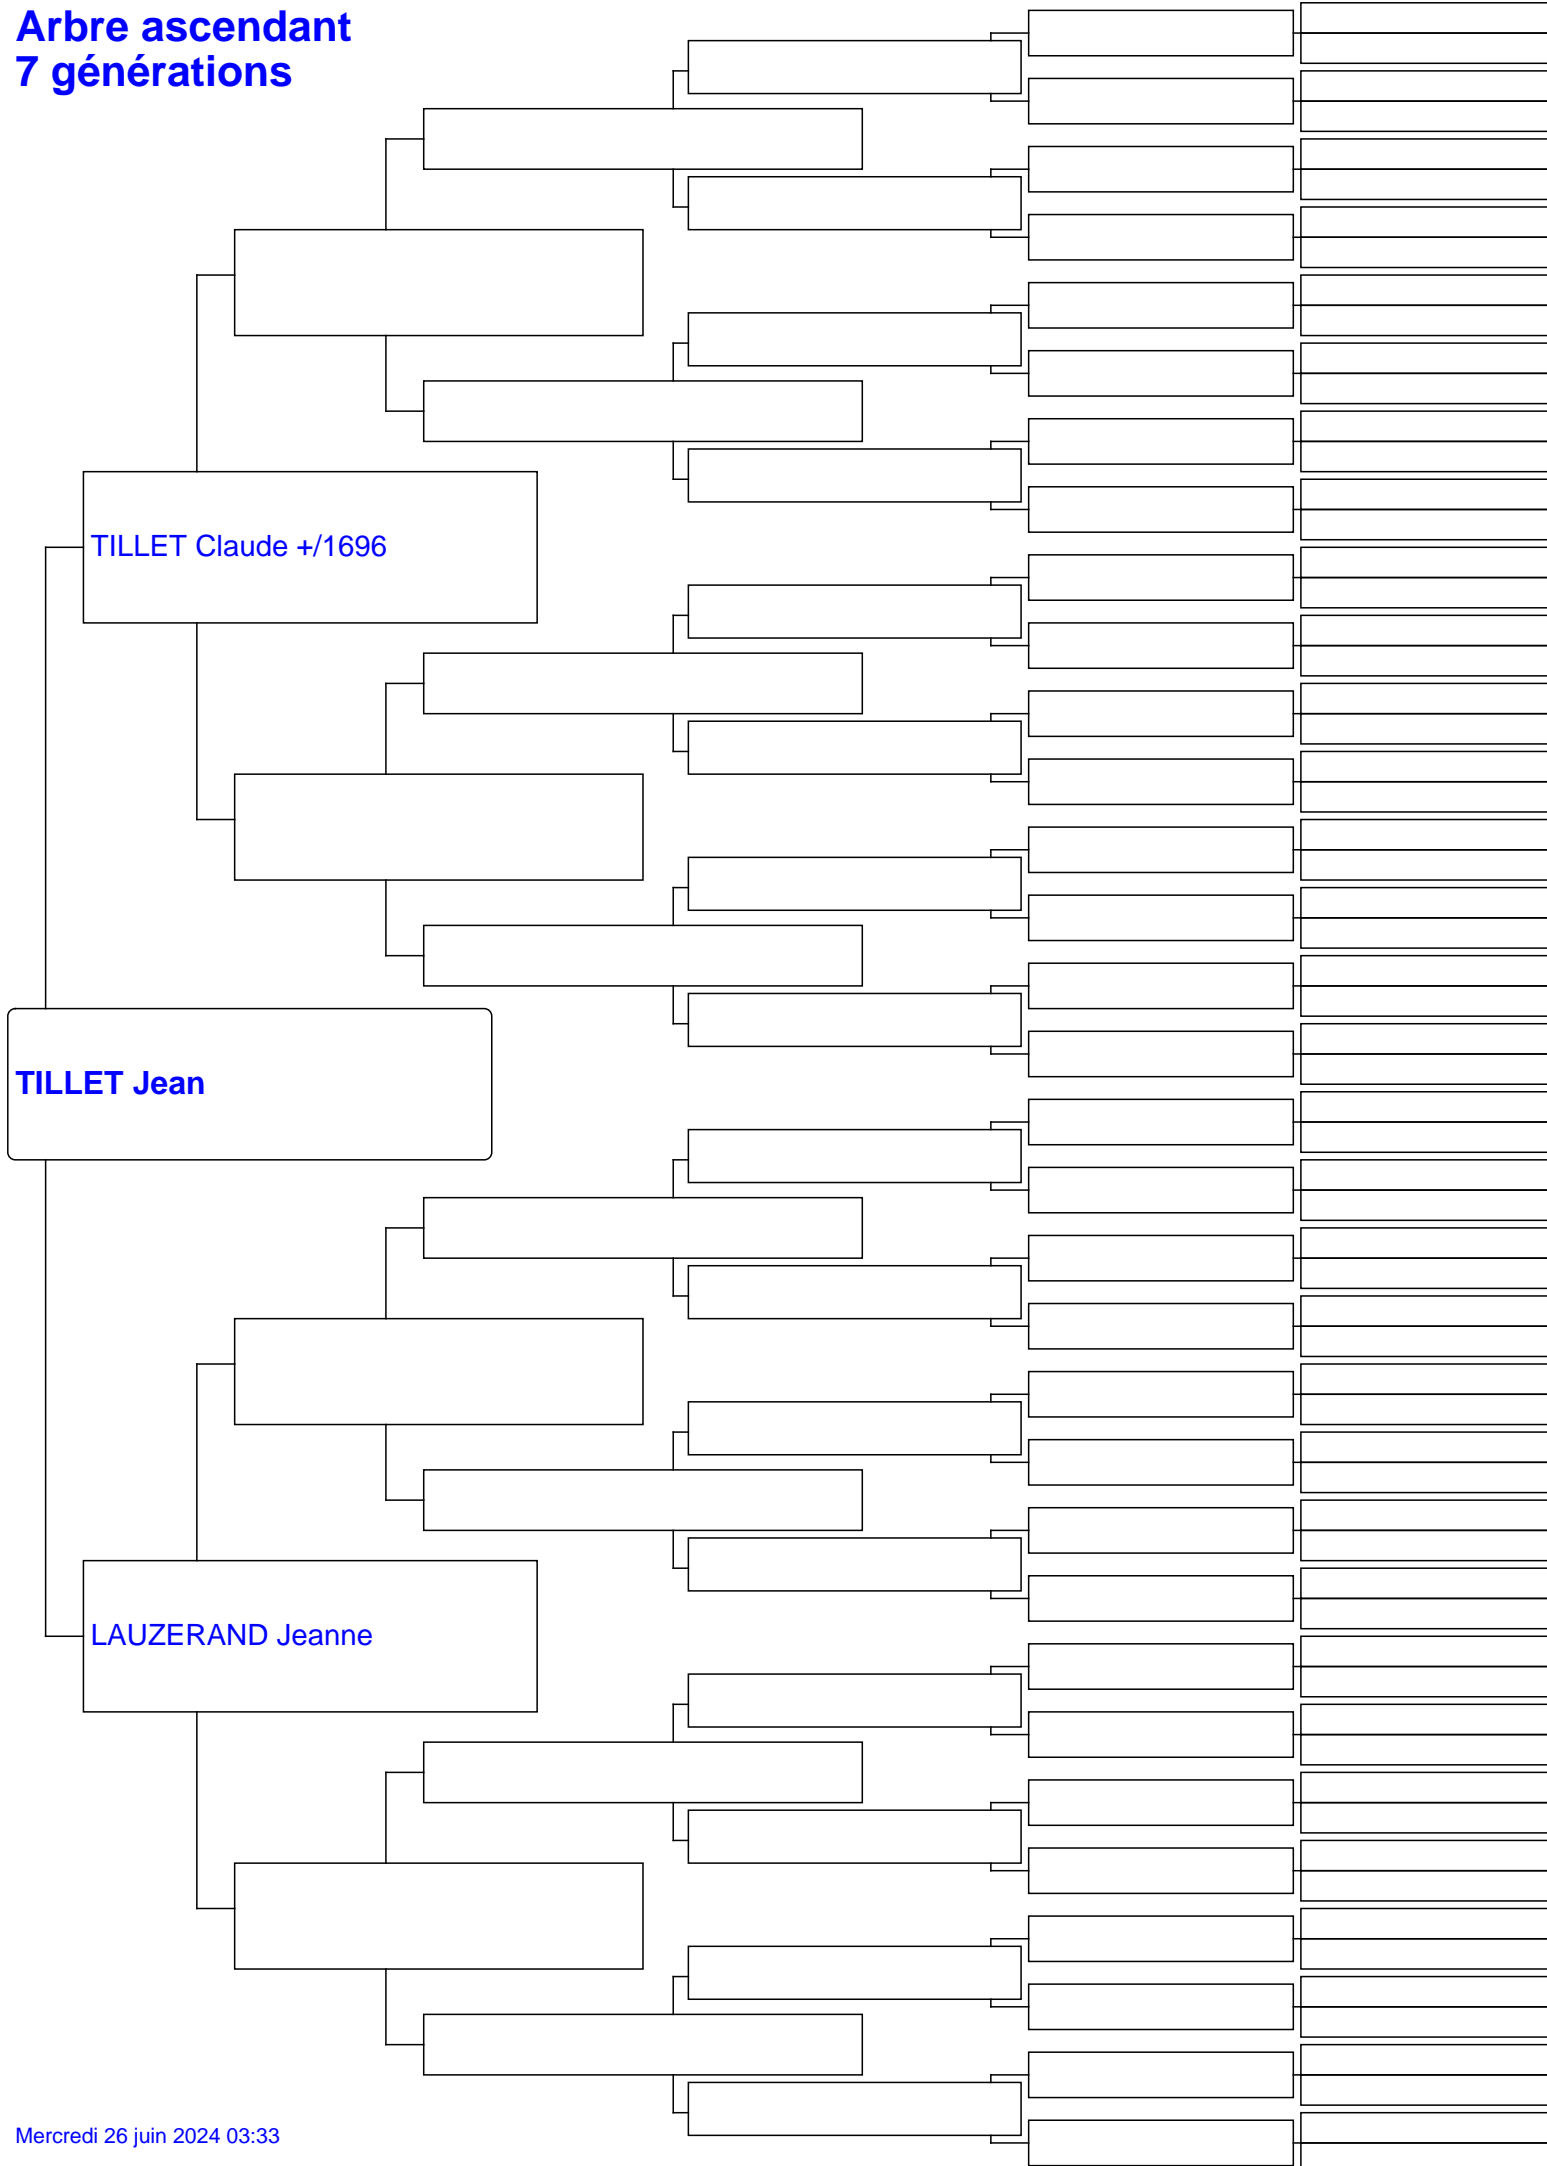 Arbre ascendant
7 générations
TILLET Claude +/1696
TILLET Jean
LAUZERAND Jeanne
Mercredi 26 juin 2024 03:33